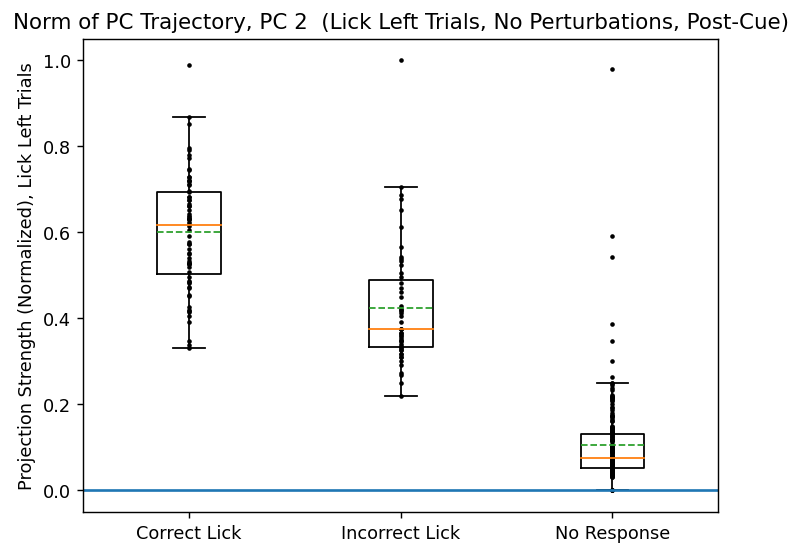 Norm of PC Trajectory, PC 2  (Lick Left Trials, No Perturbations, Post-Cue)
Projection Strength (Normalized), Lick Left Trials
1.0
0.8
0.6
0.4
0.2
0.0
Correct Lick
Incorrect Lick
No Response